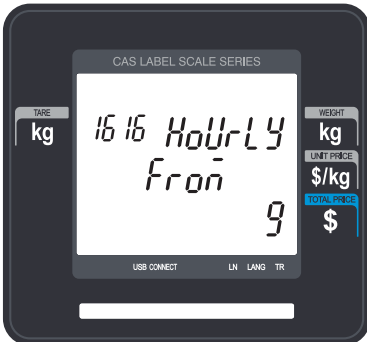 CAS LABEL SCALE SERIES
TARE
kg
1616 HoUrLY
From
9
WEIGHT
kg
UNIT PRICE
$/kg
TOTAL PRICE
$
USB CONNECT LN LANG TR